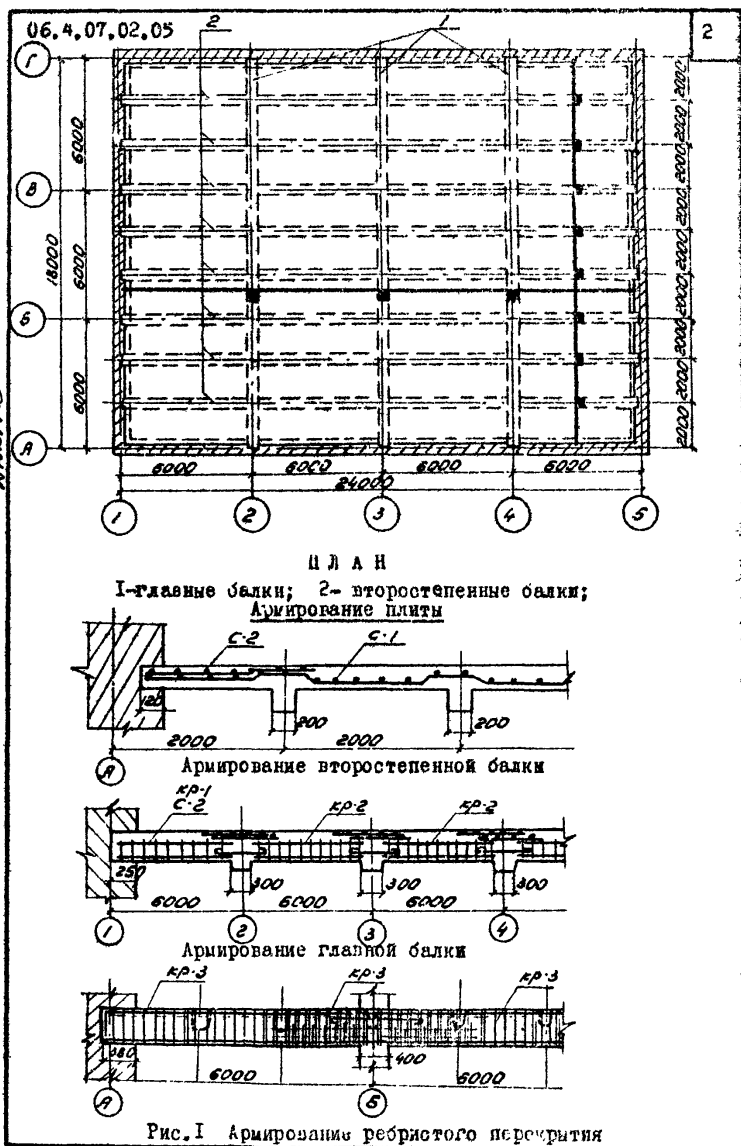 06.4.07.02.05
2
2
1
Г
В
Б
А
6000
6000
6000
18000
2000
2000
2000
2000
2000
2000
2000
2000
2000
6000 6000 6000 6000
24000
1 2 3 4 5
ПЛАН
I-главные балки; 2- второстепенные балки;
Армирование плиты
С-2 С-1
120
200 200
2000 2000
А
Армирование второстепенной балки
КР-1
С-2
КР-2 КР-2
250
300 300 300
6000 6000 6000
1 2 3 4
Армирование главной балки
КР-3 КР-3 КР-3
380
400
6000 6000
А Б
Рис.I Армирование ребристого перекрытия